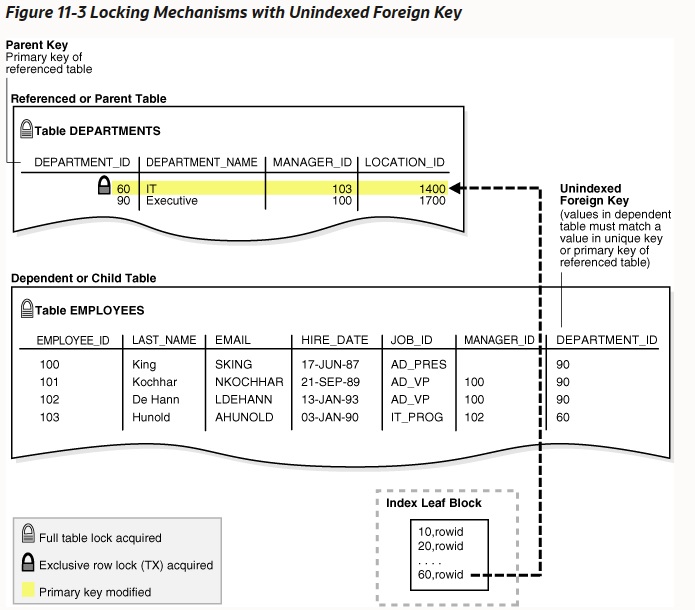 Figure 11-3 Locking Mechanisms with Unindexed Foreign Key
Parent Key
Primary key of
referenced table
Referenced or Parent Table
Table DEPARTMENTS
DEPARTMENT_ID DEPARTMENT_NAME MANAGER_ID LOCATION_ID
60 IT 103 1400
90 Executive 100 1700
Unindexed
Foreign Key
(values in dependent
table must match a
value in unique key
or primary key of
referenced table)
Dependent or Child Table
Table EMPLOYEES
EMPLOYEE_ID LAST_NAME EMAIL HIRE_DATE JOB_ID MANAGER_ID DEPARTMENT_ID
100 King SKING 17-JUN-87 AD_PRES 90
101 Kochhar NKOCHHAR 21-SEP-89 AD_VP 100 90
102 De Hann LDEHANN 13-JAN-93 AD_VP 100 90
103 Hunold AHUNOLD 03-JAN-90 IT_PROG 102 60
Index Leaf Block
10,rowid
20,rowid
. . . .
60,rowid
Full table lock acquired
Exclusive row lock (TX) acquired
Primary key modified